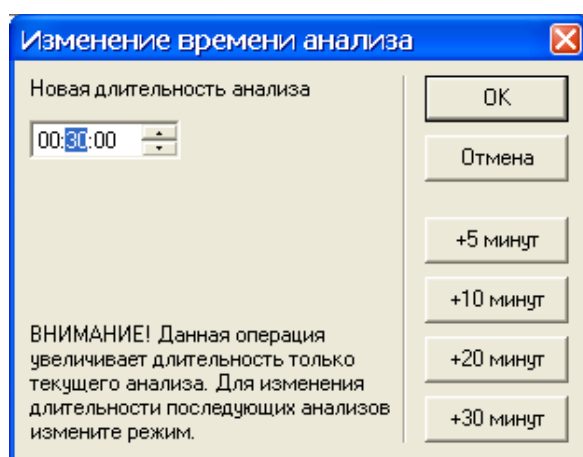 Изменение времени анализа
Новая длительность анализа
00:30:00
OK
Отмена
+5 минут
+10 минут
+20 минут
+30 минут
ВНИМАНИЕ! Данная операция
увеличивает длительность только
текущего анализа. Для изменения
длительности последующих анализов
измените режим.